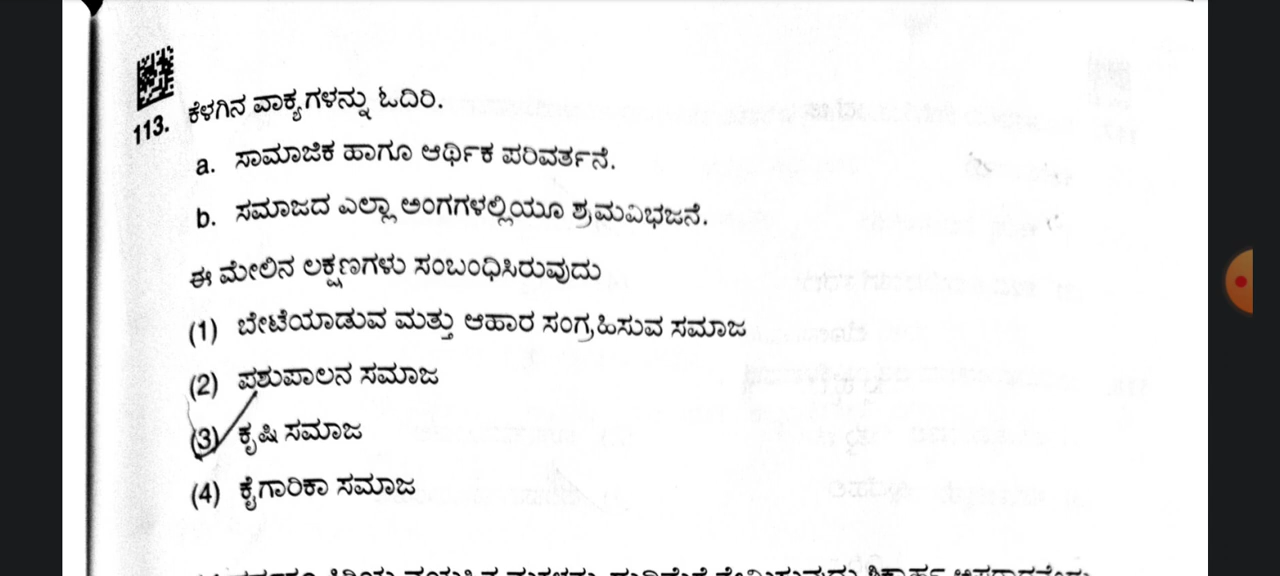 113. ಕೆಳಗಿನ ವಾಕ್ಯಗಳನ್ನು ಓದಿರಿ.
a. ಸಾಮಾಜಿಕ ಹಾಗೂ ಆರ್ಥಿಕ ಪರಿವರ್ತನೆ.
b. ಸಮಾಜದ ಎಲ್ಲಾ ಅಂಗಗಳಲ್ಲಿಯೂ ಶ್ರಮವಿಭಜನೆ.
ಈ ಮೇಲಿನ ಲಕ್ಷಣಗಳು ಸಂಬಂಧಿಸಿರುವುದು
(1) ಬೇಟೆಯಾಡುವ ಮತ್ತು ಆಹಾರ ಸಂಗ್ರಹಿಸುವ ಸಮಾಜ
(2) ಪಶುಪಾಲನ ಸಮಾಜ
(3) ಕೃಷಿ ಸಮಾಜ
(4) ಕೈಗಾರಿಕಾ ಸಮಾಜ